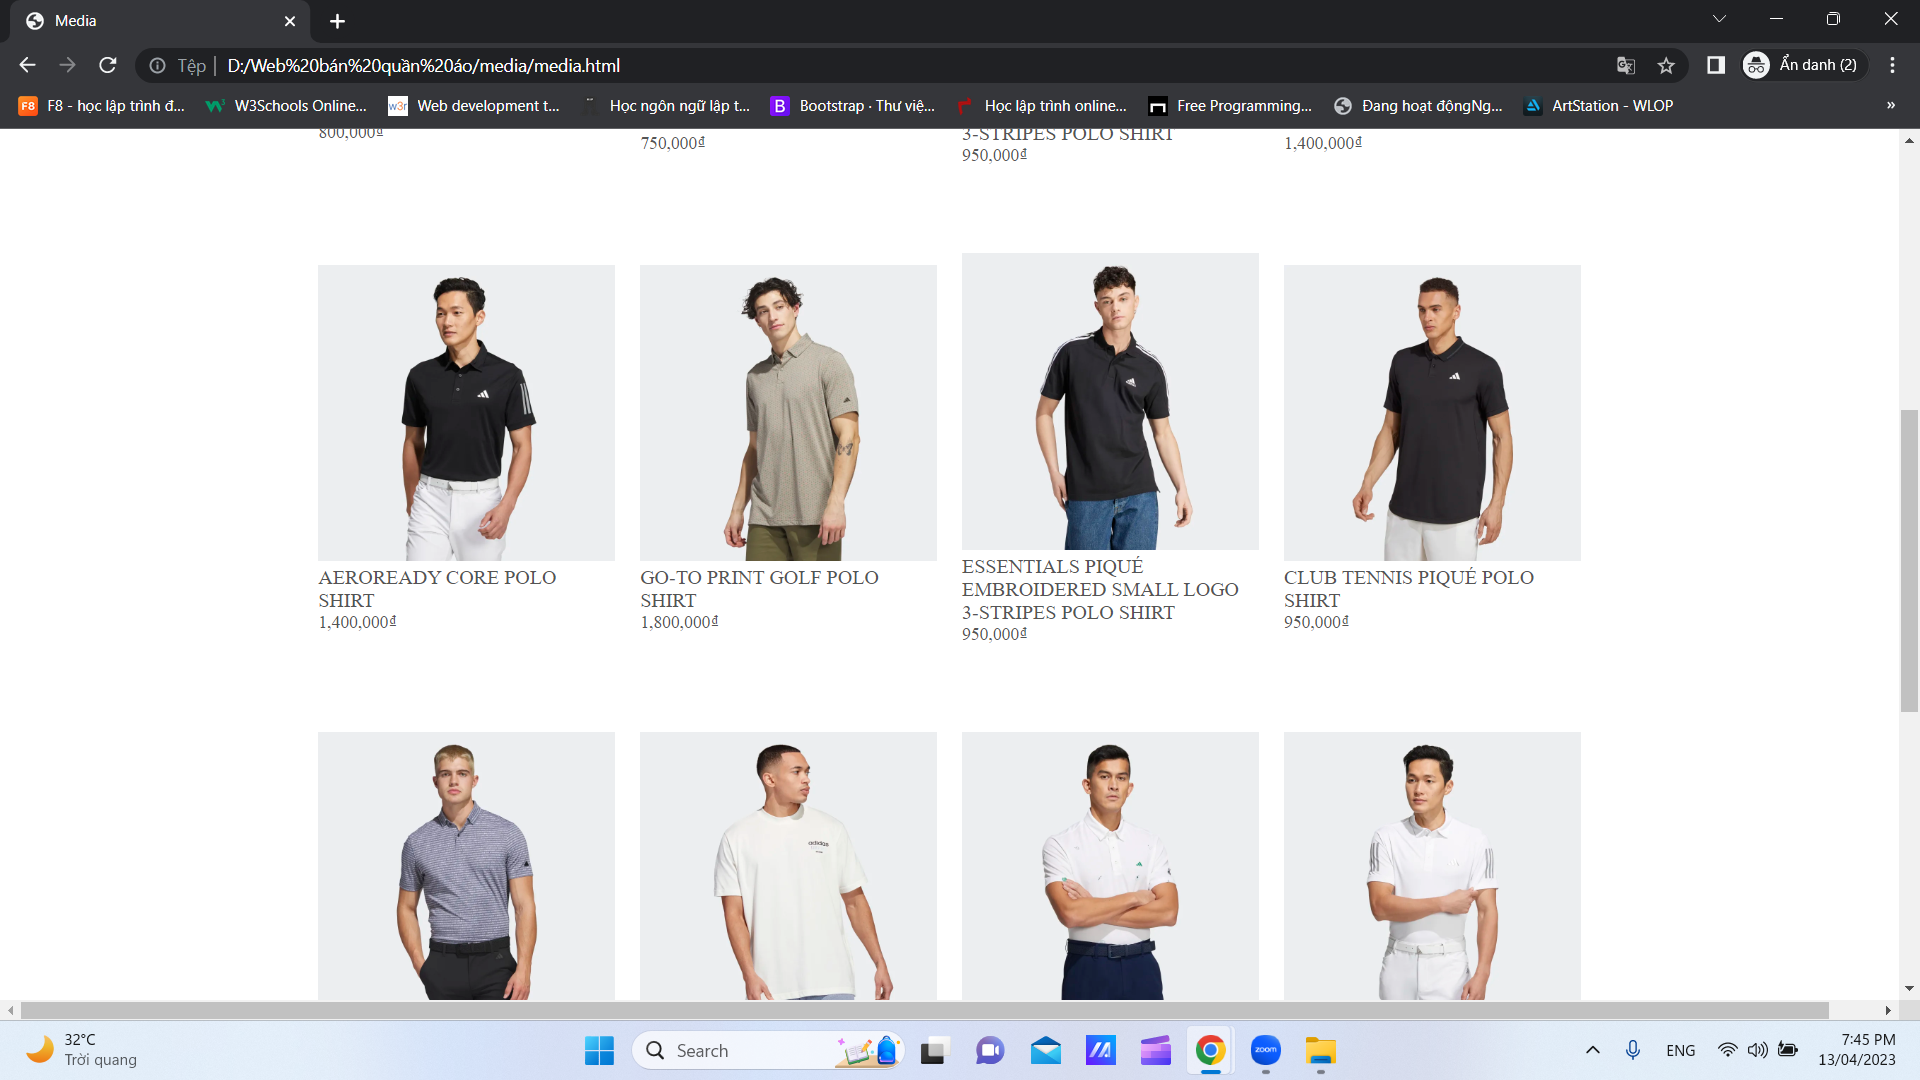 Media
Tệp
D:/Web%20bán%20quần%20áo/media/media.html
Ẩn danh (2)
F8
F8 - học lập trình đ...
W3Schools Online...
w3r
Web development t...
Học ngôn ngữ lập t...
B
Bootstrap · Thư việ...
Học lập trình online...
Free Programming...
Đang hoạt độngNg...
ArtStation - WLOP
»
800,000₫
750,000₫
3-STRIPES POLO SHIRT
950,000₫
1,400,000₫
AEROREADY CORE POLO
SHIRT
1,400,000₫
GO-TO PRINT GOLF POLO
SHIRT
1,800,000₫
ESSENTIALS PIQUÉ
EMBROIDERED SMALL LOGO
3-STRIPES POLO SHIRT
950,000₫
CLUB TENNIS PIQUÉ POLO
SHIRT
950,000₫
adidas
32°C
Trời quang
Search
zoom
ENG
7:45 PM
13/04/2023